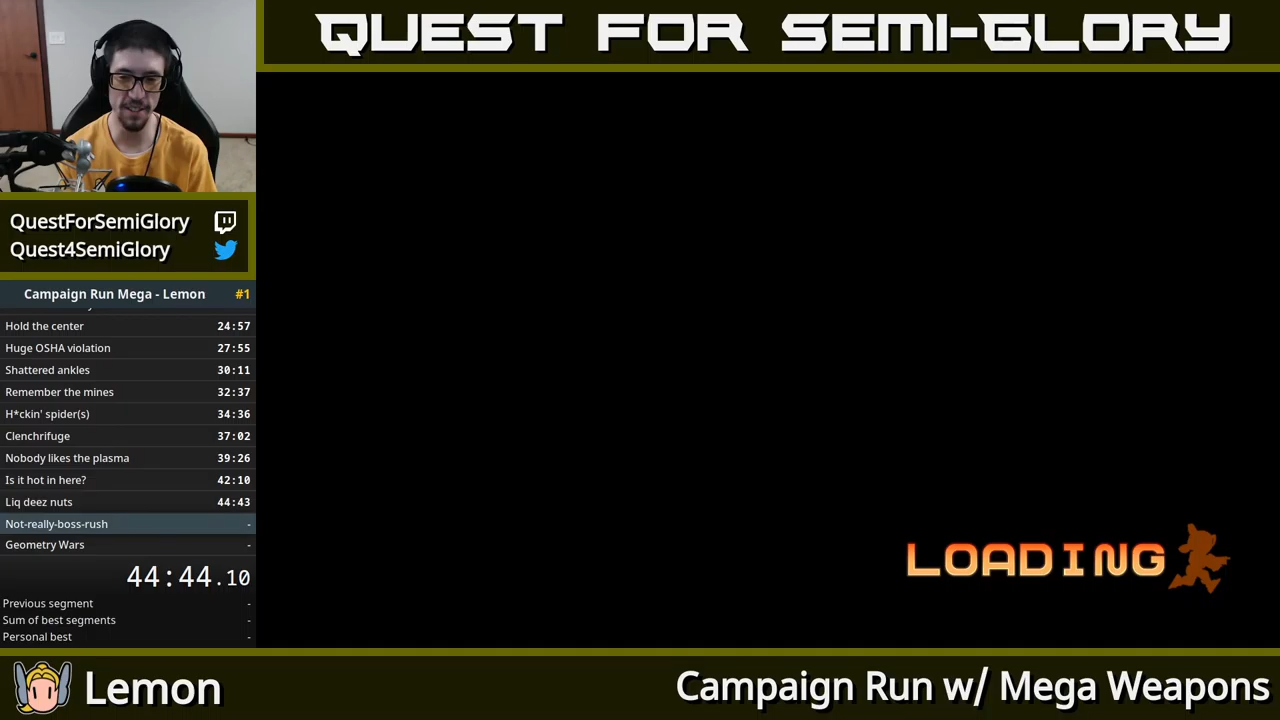 QUEST FOR SEMI-GLORY
QuestForSemiGlory
Quest4SemiGlory
Campaign Run Mega - Lemon #1
Hold the center 24:57
Huge OSHA violation 27:55
Shattered ankles 30:11
Remember the mines 32:37
H*ckin' spider(s) 34:36
Clenchrifuge 37:02
Nobody likes the plasma 39:26
Is it hot in here? 42:10
Liq deez nuts 44:43
Not-really-boss-rush -
Geometry Wars -
44:44.10
Previous segment -
Sum of best segments -
Personal best -
LOADING
Lemon
Campaign Run w/ Mega Weapons